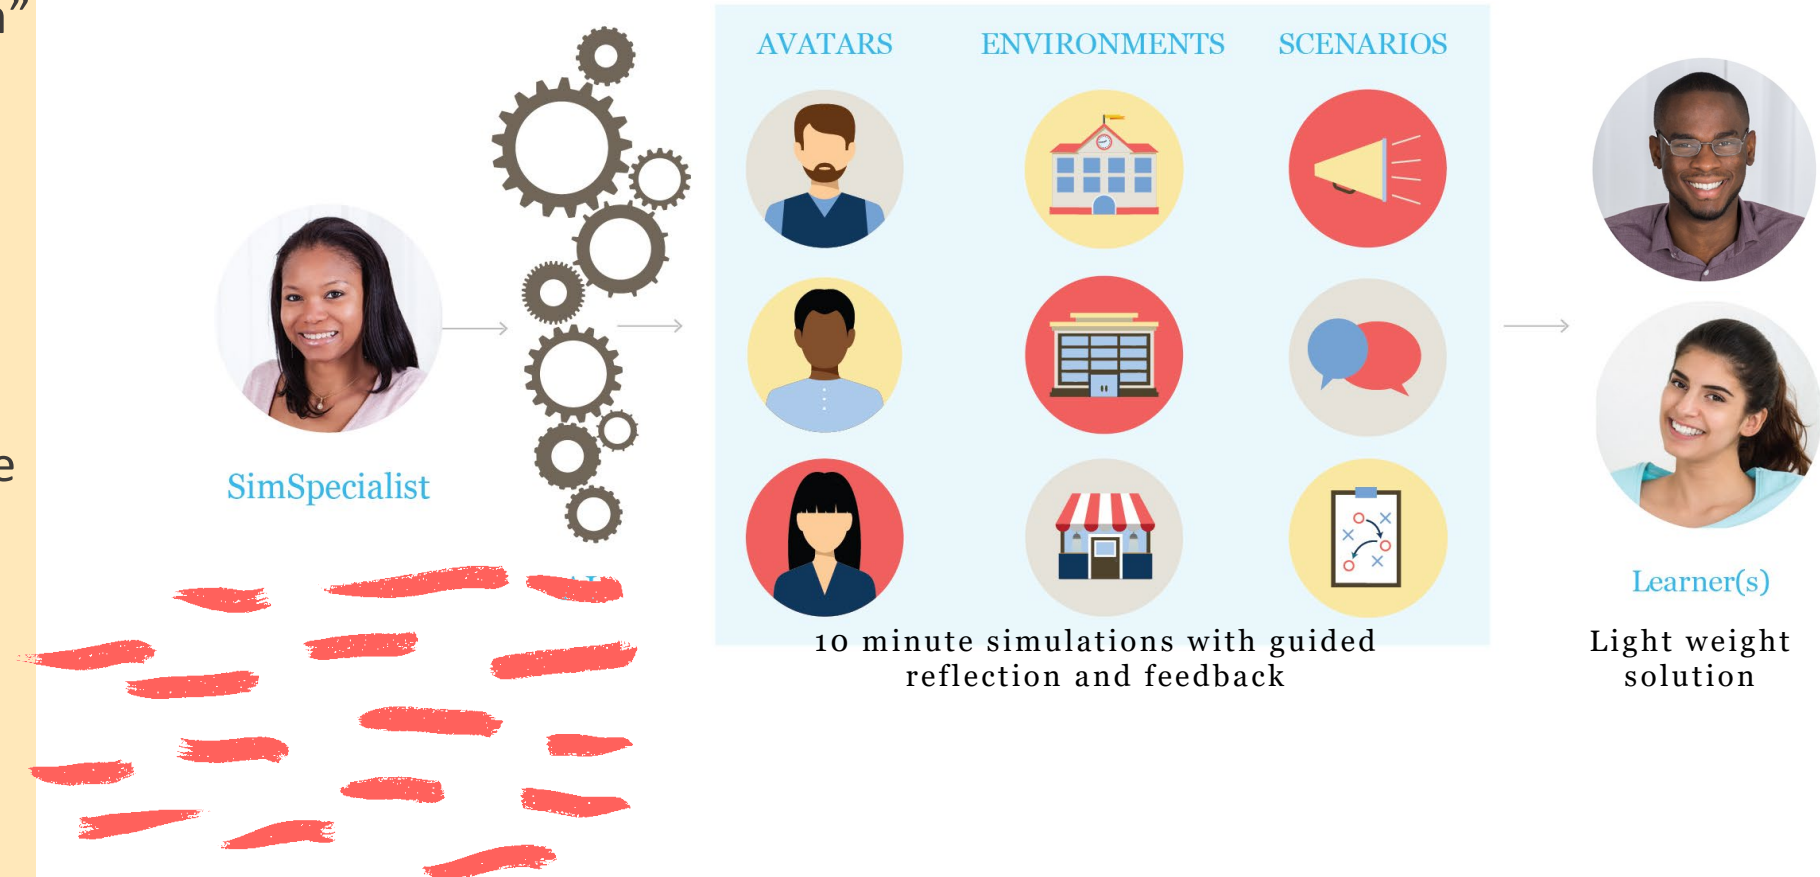 AVATARS
ENVIRONMENTS
SCENARIOS
SimSpecialist
10 minute simulations with guided
reflection and feedback
Learner(s)
Light weight
solution